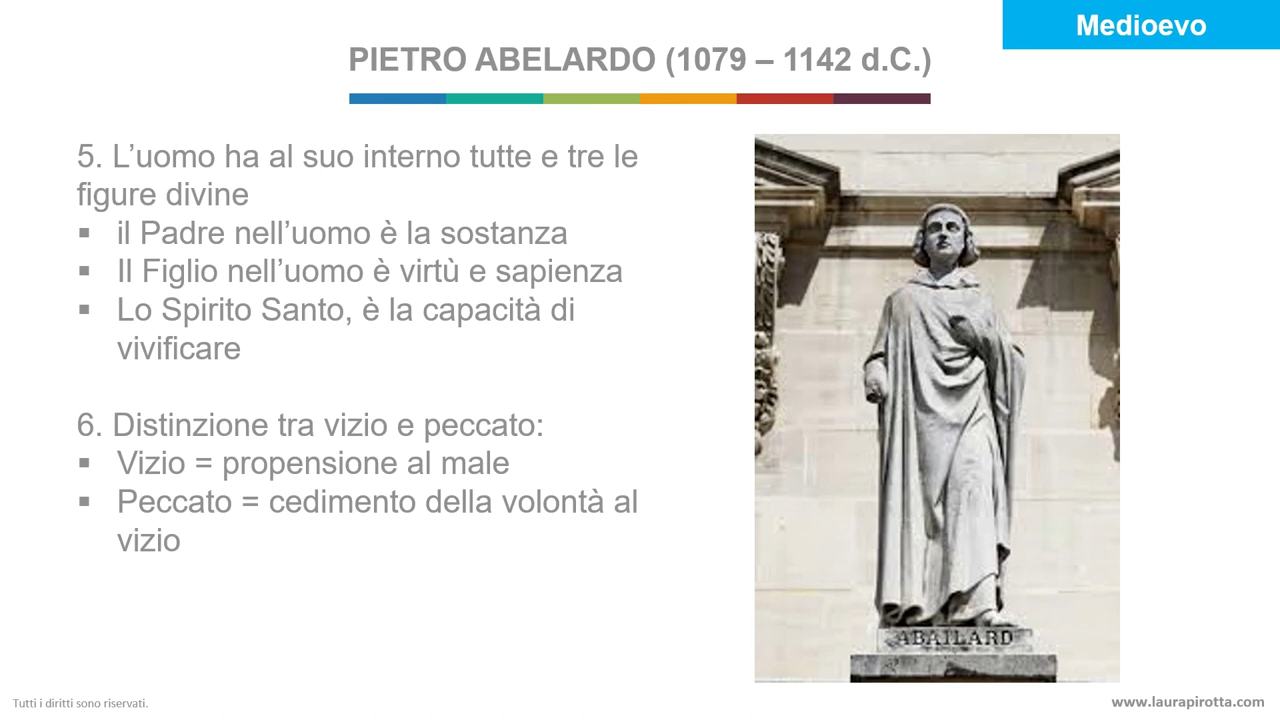 Medioevo
PIETRO ABELARDO (1079 – 1142 d.C.)
5. L’uomo ha al suo interno tutte e tre le
figure divine
▪ il Padre nell’uomo è la sostanza
▪ Il Figlio nell’uomo è virtù e sapienza
▪ Lo Spirito Santo, è la capacità di
vivificare
6. Distinzione tra vizio e peccato:
▪ Vizio = propensione al male
▪ Peccato = cedimento della volontà al
vizio
ABAILARD
Tutti i diritti sono riservati.
www.laurapirotta.com